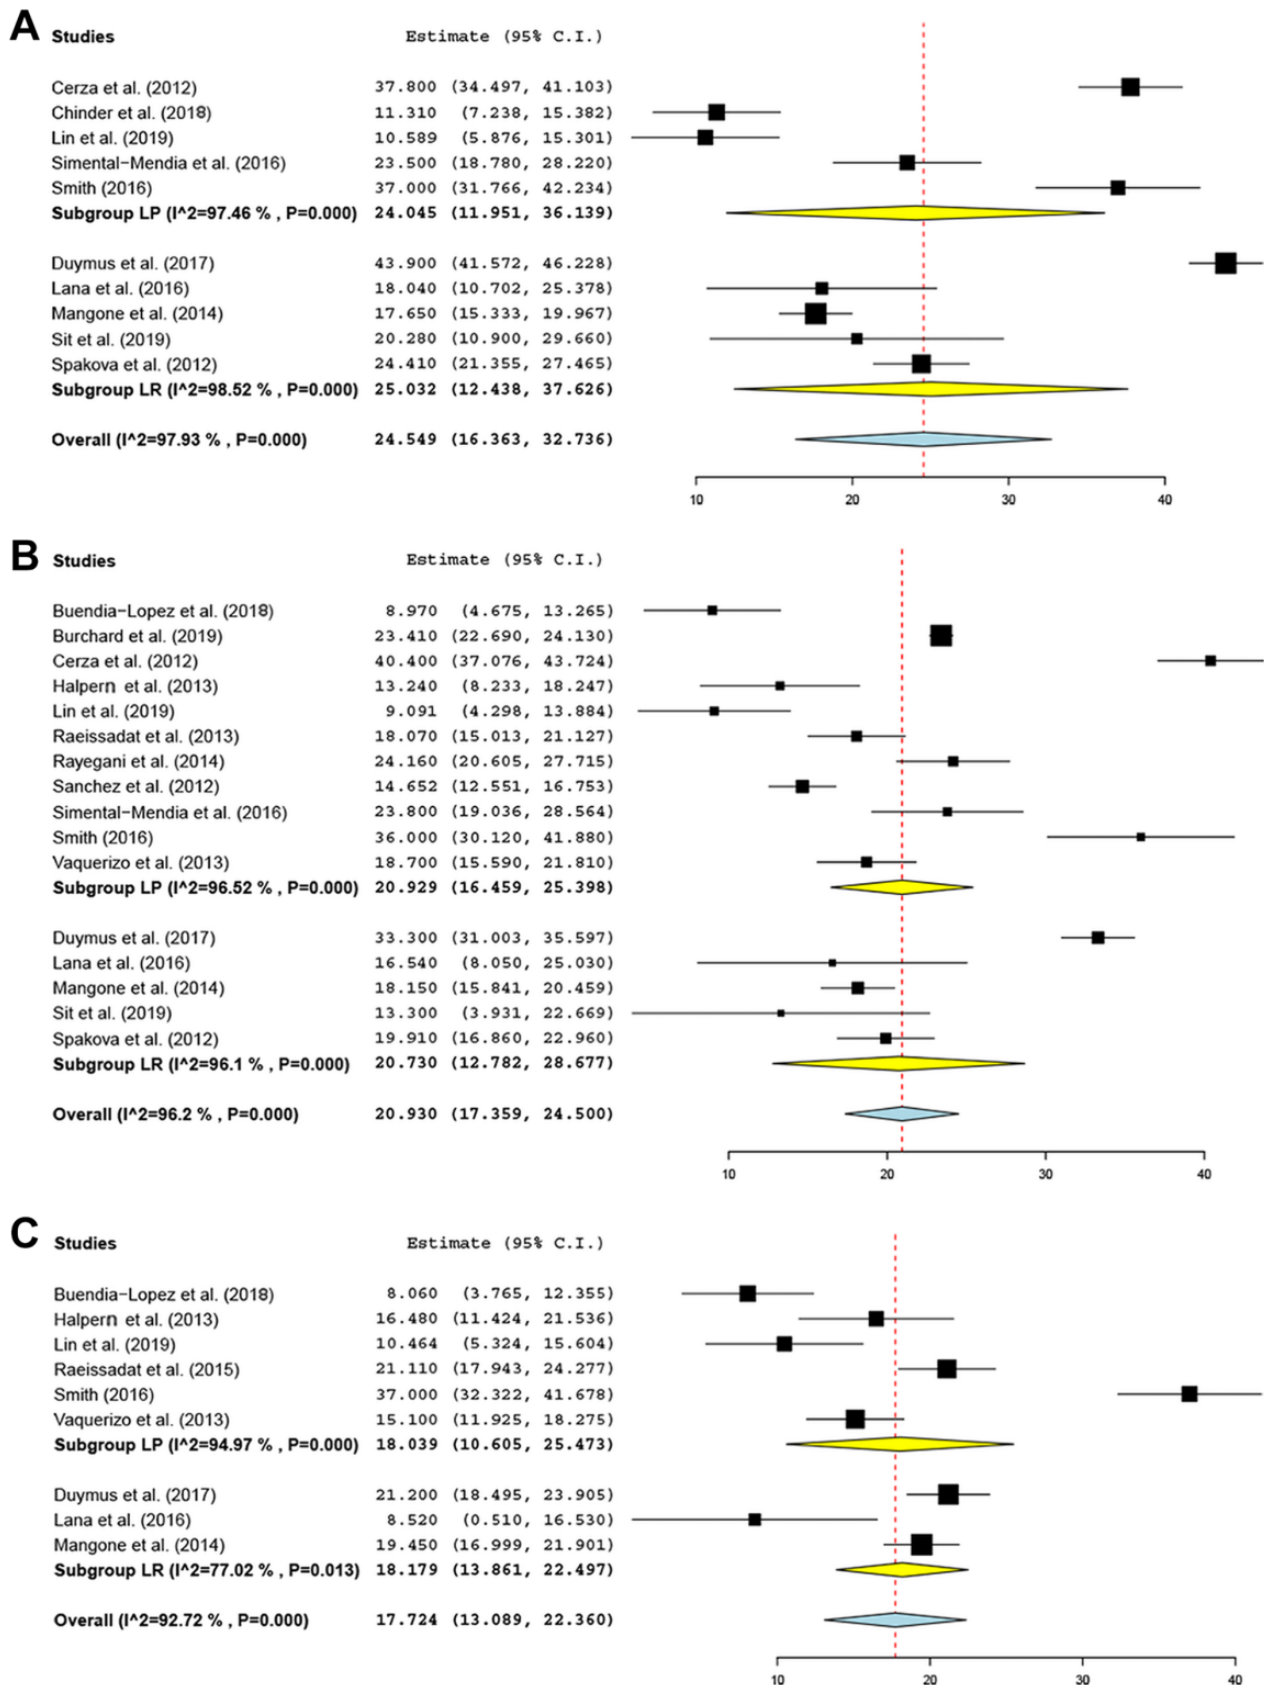 A Studies Estimate (95% C.I.)
Cerza et al. (2012) 37.800 (34.497, 41.103)
Chinder et al. (2018) 11.310 (7.238, 15.382)
Lin et al. (2019) 10.589 (5.876, 15.301)
Simental-Mendia et al. (2016) 23.500 (18.780, 28.220)
Smith (2016) 37.000 (31.766, 42.234)
Subgroup LP (I^2=97.46 % , P=0.000) 24.045 (11.951, 36.139)
Duymus et al. (2017) 43.900 (41.572, 46.228)
Lana et al. (2016) 18.040 (10.702, 25.378)
Mangone et al. (2014) 17.650 (15.333, 19.967)
Sit et al. (2019) 20.280 (10.900, 29.660)
Spakova et al. (2012) 24.410 (21.355, 27.465)
Subgroup LR (I^2=98.52 % , P=0.000) 25.032 (12.438, 37.626)
Overall (I^2=97.93 % , P=0.000) 24.549 (16.363, 32.736)
10 20 30 40
B Studies Estimate (95% C.I.)
Buendia-Lopez et al. (2018) 8.970 (4.675, 13.265)
Burchard et al. (2019) 23.410 (22.690, 24.130)
Cerza et al. (2012) 40.400 (37.076, 43.724)
Halpern et al. (2013) 13.240 (8.233, 18.247)
Lin et al. (2019) 9.091 (4.298, 13.884)
Raeissadat et al. (2013) 18.070 (15.013, 21.127)
Rayegani et al. (2014) 24.160 (20.605, 27.715)
Sanchez et al. (2012) 14.652 (12.551, 16.753)
Simental-Mendia et al. (2016) 23.800 (19.036, 28.564)
Smith (2016) 36.000 (30.120, 41.880)
Vaquerizo et al. (2013) 18.700 (15.590, 21.810)
Subgroup LP (I^2=96.52 % , P=0.000) 20.929 (16.459, 25.398)
Duymus et al. (2017) 33.300 (31.003, 35.597)
Lana et al. (2016) 16.540 (8.050, 25.030)
Mangone et al. (2014) 18.150 (15.841, 20.459)
Sit et al. (2019) 13.300 (3.931, 22.669)
Spakova et al. (2012) 19.910 (16.860, 22.960)
Subgroup LR (I^2=96.1 % , P=0.000) 20.730 (12.782, 28.677)
Overall (I^2=96.2 % , P=0.000) 20.930 (17.359, 24.500)
10 20 30 40
C Studies Estimate (95% C.I.)
Buendia-Lopez et al. (2018) 8.060 (3.765, 12.355)
Halpern et al. (2013) 16.480 (11.424, 21.536)
Lin et al. (2019) 10.464 (5.324, 15.604)
Raeissadat et al. (2015) 21.110 (17.943, 24.277)
Smith (2016) 37.000 (32.322, 41.678)
Vaquerizo et al. (2013) 15.100 (11.925, 18.275)
Subgroup LP (I^2=94.97 % , P=0.000) 18.039 (10.605, 25.473)
Duymus et al. (2017) 21.200 (18.495, 23.905)
Lana et al. (2016) 8.520 (0.510, 16.530)
Mangone et al. (2014) 19.450 (16.999, 21.901)
Subgroup LR (I^2=77.02 % , P=0.013) 18.179 (13.861, 22.497)
Overall (I^2=92.72 % , P=0.000) 17.724 (13.089, 22.360)
10 20 30 40